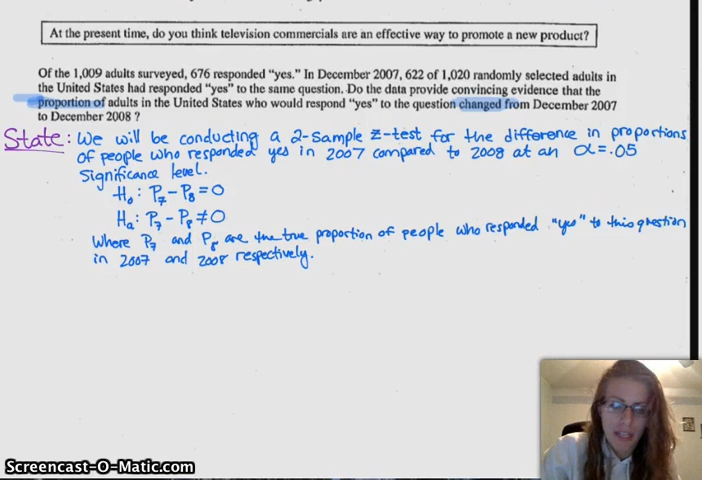 At the present time, do you think television commercials are an effective way to promote a new product?
Of the 1,009 adults surveyed, 676 responded "yes." In December 2007, 622 of 1,020 randomly selected adults in
the United States had responded "yes" to the same question. Do the data provide convincing evidence that the
proportion of adults in the United States who would respond "yes" to the question changed from December 2007
to December 2008 ?
State: We will be conducting a 2-sample Z-test for the difference in proportions
of people who responded yes in 2007 compared to 2008 at an α=.05
significance level.
H₀: P₇-P₈=0
Hₐ: P₇-P₈≠0
Where P₇ and P₈ are the true proportion of people who responded "yes" to this question
in 2007 and 2008 respectively.
Screencast-O-Matic.com